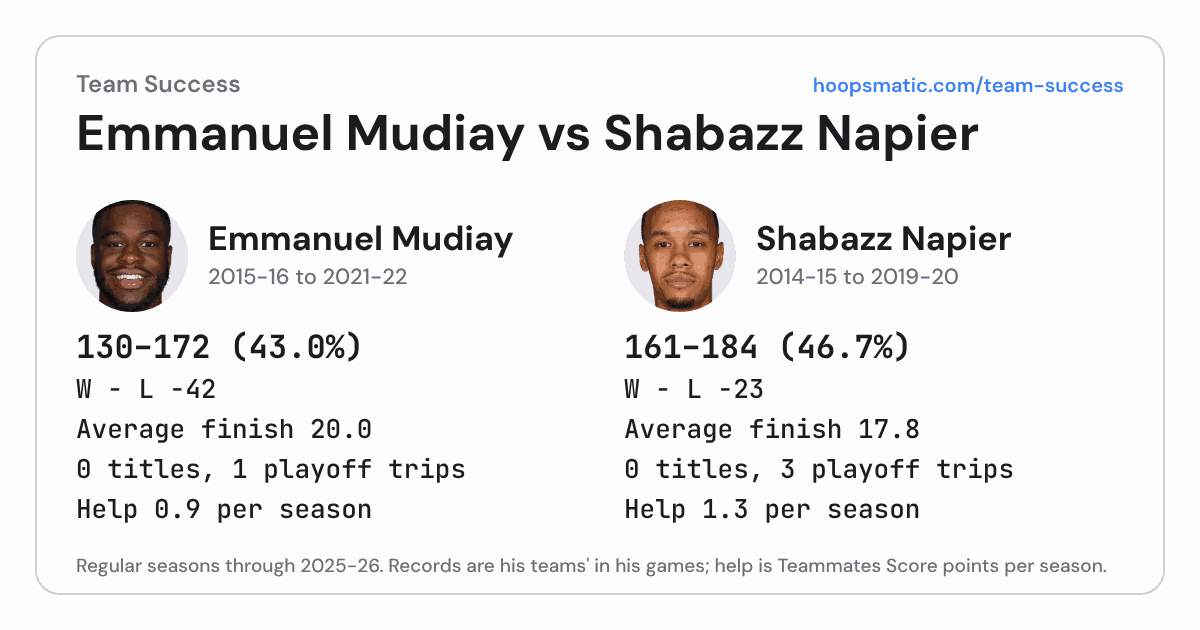 Team Success
hoopsmatic.com/team-success
Emmanuel Mudiay vs Shabazz Napier
Emmanuel Mudiay
2015-16 to 2021-22
130-172 (43.0%)
W - L -42
Average finish 20.0
0 titles, 1 playoff trips
Help 0.9 per season
Shabazz Napier
2014-15 to 2019-20
161-184 (46.7%)
W - L -23
Average finish 17.8
0 titles, 3 playoff trips
Help 1.3 per season
Regular seasons through 2025-26. Records are his teams' in his games; help is Teammates Score points per season.